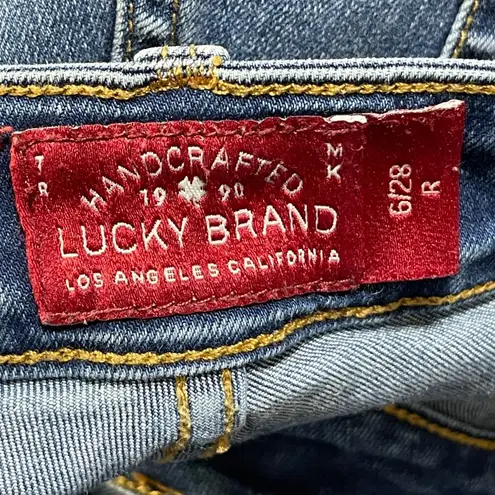 HANDCRAFTED
19 90
LUCKY BRAND
LOS ANGELES CALIFORNIA
T
R
M
K
6/28
R